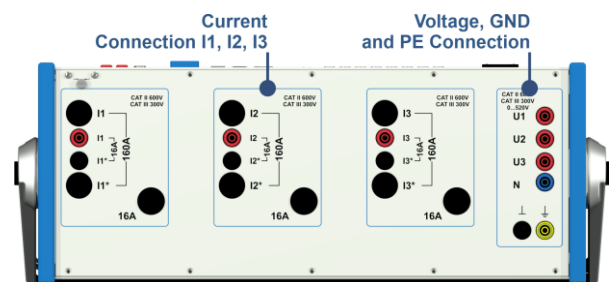 Current
Connection I1, I2, I3
Voltage, GND
and PE Connection
CAT II 600V
CAT III 300V
I1
I1
I1*
I1*
16A
160A
16A
CAT II 600V
CAT III 300V
I2
I2
I2*
I2*
16A
160A
16A
CAT II 600V
CAT III 300V
I3
I3
I3*
I3*
16A
160A
16A
CAT II 600V
CAT III 300V
0...520V
U1
U2
U3
N